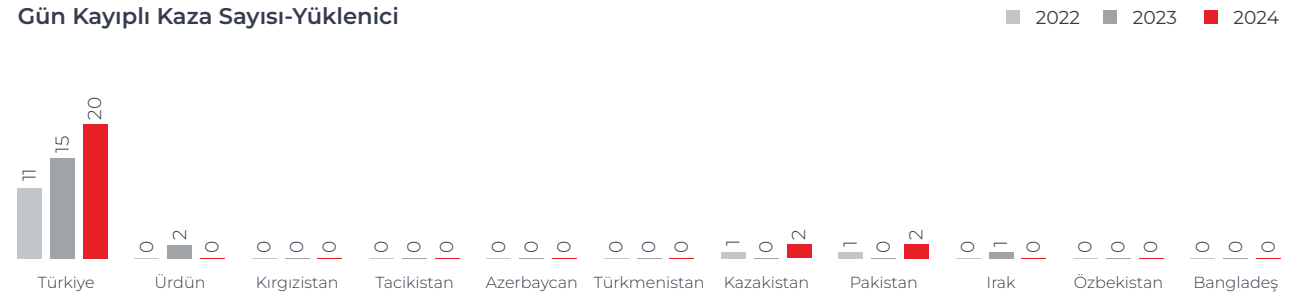 Gün Kayıplı Kaza Sayısı-Yüklenici
2022 2023 2024
11 15 20 0 2 0 0 0 0 0 0 0 0 0 0 0 0 0 1 0 2 1 0 2 0 1 0 0 0 0 0 0 0
Türkiye Ürdün Kırgızistan Tacikistan Azerbaycan Türkmenistan Kazakistan Pakistan Irak Özbekistan Bangladeş